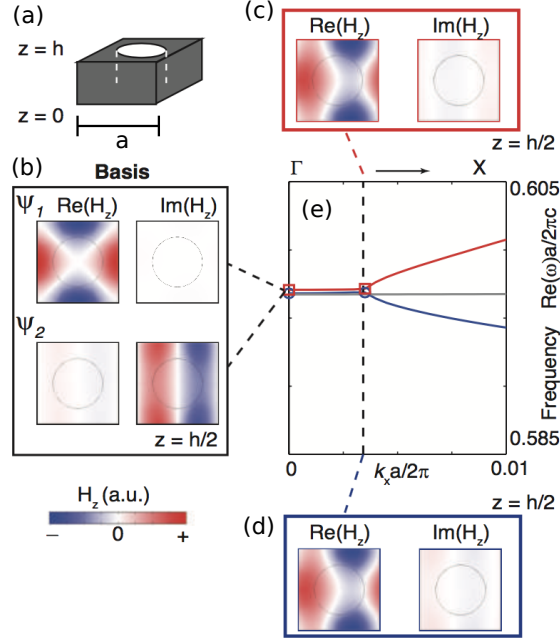 (a)
z = h
z = 0
a
(b)
Basis
Ψ1
Re(Hz) Im(Hz)
Ψ2
z = h/2
Hz (a.u.)
− 0 +
(c)
Re(Hz) Im(Hz)
z = h/2
Γ X
(e)
0.605
Frequency Re(ω)a/2πc
0.585
0 kxa/2π 0.01
z = h/2
(d)
Re(Hz) Im(Hz)